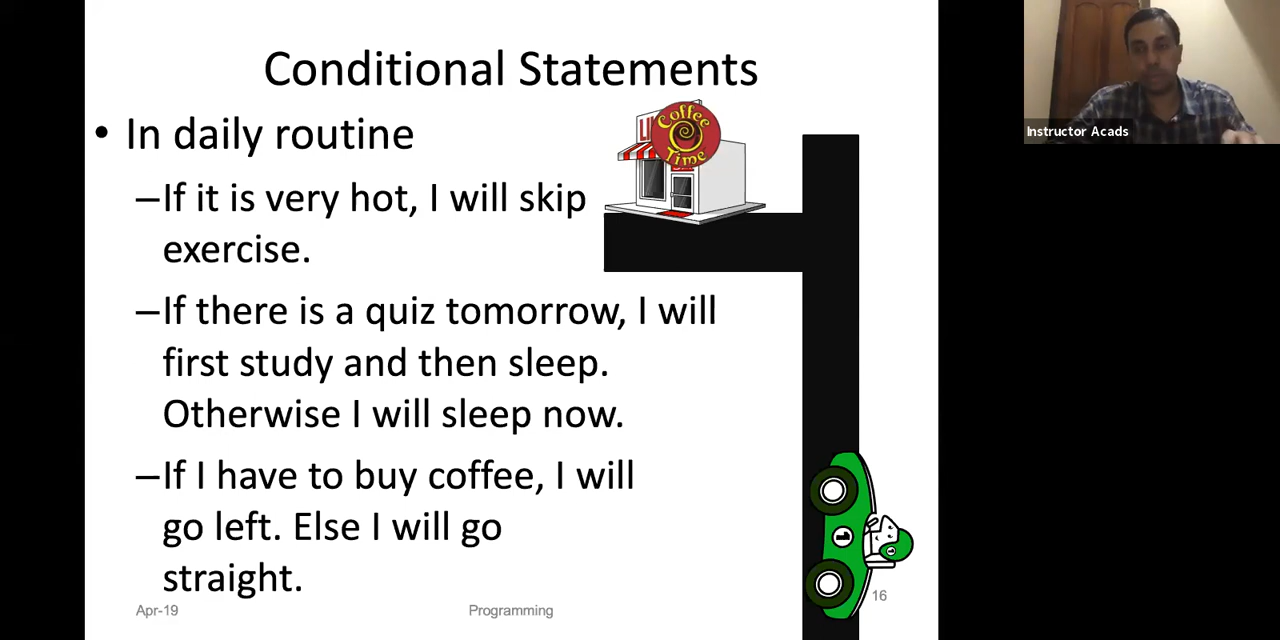 Conditional Statements
• In daily routine
–If it is very hot, I will skip
exercise.
–If there is a quiz tomorrow, I will
first study and then sleep.
Otherwise I will sleep now.
–If I have to buy coffee, I will
go left. Else I will go
straight.
Coffee
Time
1
1
Apr-19
Programming
16
Instructor Acads